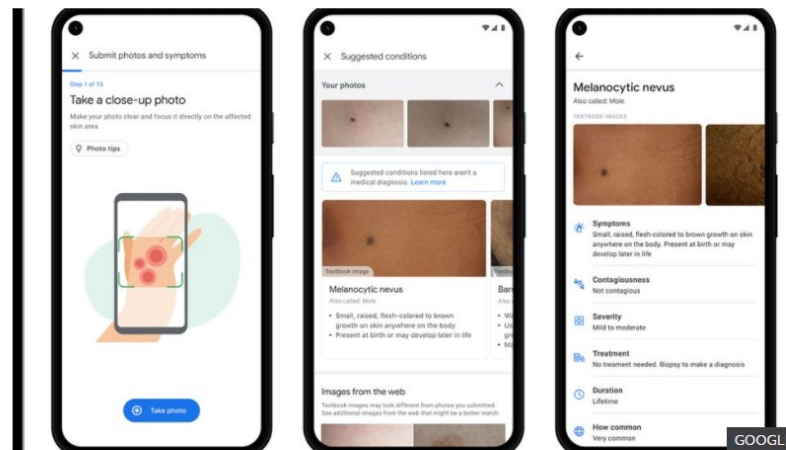 Submit photos and symptoms
Step 1 of 13
Take a close-up photo
Make your photo clear and focus it directly on the affected
skin area
Photo tips
Take photo
Suggested conditions
Your photos
Suggested conditions listed here aren't a
medical diagnosis. Learn more
Textbook image
Melanocytic nevus
Also called: Mole
• Small, raised, flesh-colored to brown
growth on skin anywhere on the body
• Present at birth or may develop later in life
Images from the web
Textbook images may look different from photos you submitted.
See additional images from the web that might be a better match.
Melanocytic nevus
Also called: Mole
TEXTBOOK IMAGES
Symptoms
Small, raised, flesh-colored to brown growth on skin
anywhere on the body. Present at birth or may
develop later in life
Contagiousness
Not contagious
Severity
Mild to moderate
Treatment
No treament needed. Biopsy to make a diagnosis
Duration
Lifetime
How common
Very common
GOOGL